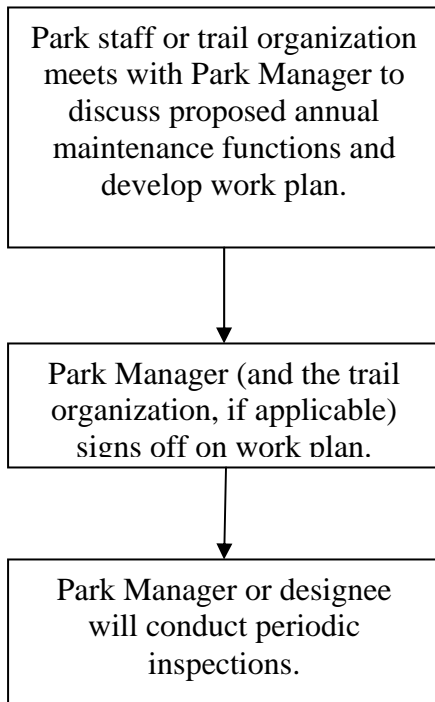 Park staff or trail organization
meets with Park Manager to
discuss proposed annual
maintenance functions and
develop work plan.
Park Manager (and the trail
organization, if applicable)
signs off on work plan.
Park Manager or designee
will conduct periodic
inspections.